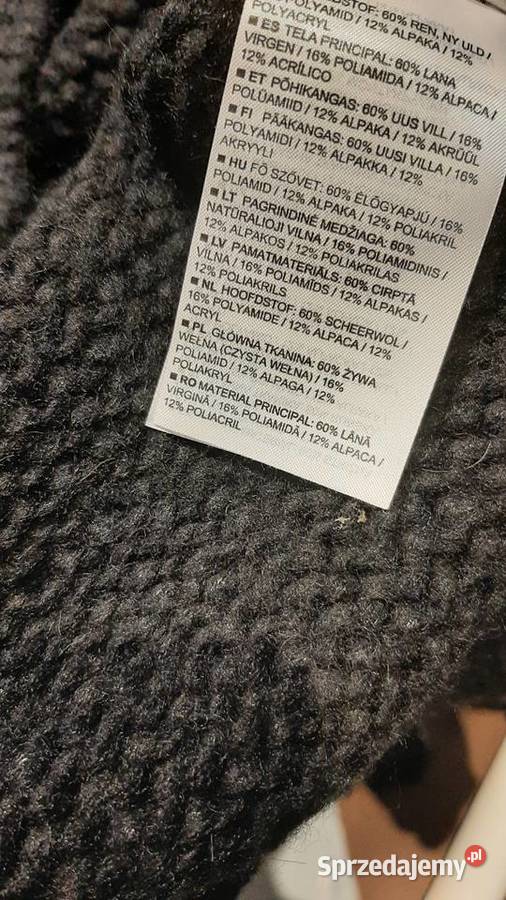 STOF: 60% REN, NY ULD /
POLYAMID / 12% ALPAKA / 12%
POLYACRYL
■ ES TELA PRINCIPAL: 60% LANA
VIRGEN / 16% POLIAMIDA / 12% ALPACA /
12% ACRÍLICO
■ ET PÕHIKANGAS: 60% UUS VILL / 16%
POLÜAMIID / 12% ALPAKA / 12% AKRÜÜL
■ FI PÄÄKANGAS: 60% UUSI VILLA / 16%
POLYAMIDI / 12% ALPAKKA / 12%
AKRYYLI
■ HU FŐ SZÖVET: 60% ÉLŐGYAPJÚ / 16%
POLIAMID / 12% ALPAKA / 12% POLIAKRIL
■ LT PAGRINDINĖ MEDŽIAGA: 60%
NATŪRALIOJI VILNA / 16% POLIAMIDINIS /
12% ALPAKOS / 12% POLIAKRILAS
■ LV PAMATMATERIĀLS: 60% CIRPTĀ
VILNA / 16% POLIAMĪDS / 12% ALPAKAS /
12% POLIAKRILS
■ NL HOOFDSTOF: 60% SCHEERWOL /
16% POLYAMIDE / 12% ALPACA / 12%
ACRYL
■ PL GŁÓWNA TKANINA: 60% ŻYWA
WEŁNA (CZYSTA WEŁNA) / 16%
POLIAMID / 12% ALPAGA / 12%
POLIAKRYL
■ RO MATERIAL PRINCIPAL: 60% LÂNĂ
VIRGINĂ / 16% POLIAMIDĂ / 12% ALPACA /
12% POLIACRIL
Sprzedajemy.pl